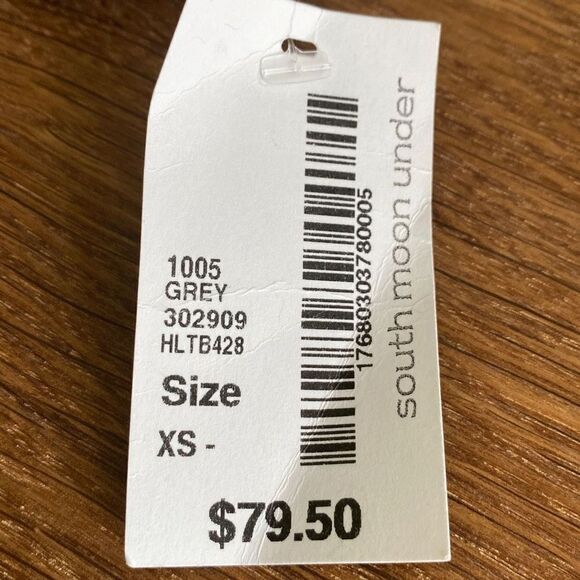 1005
GREY
302909
HLTB428
Size
XS -
$79.50
17680303780005
south moon under